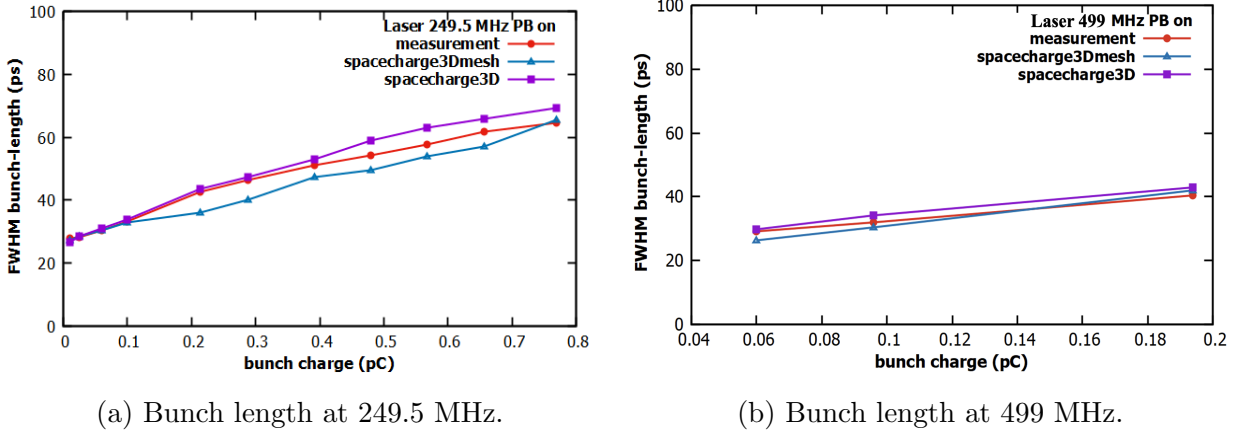 100
80
60
40
20
0
FWHM bunch-length (ps)
Laser 249.5 MHz PB on
measurement
spacecharge3Dmesh
spacecharge3D
0 0.1 0.2 0.3 0.4 0.5 0.6 0.7 0.8
bunch charge (pC)
(a) Bunch length at 249.5 MHz.
100
80
60
40
20
0
FWHM bunch-length (ps)
Laser 499 MHz PB on
measurement
spacecharge3Dmesh
spacecharge3D
0.04 0.06 0.08 0.1 0.12 0.14 0.16 0.18 0.2
bunch charge (pC)
(b) Bunch length at 499 MHz.